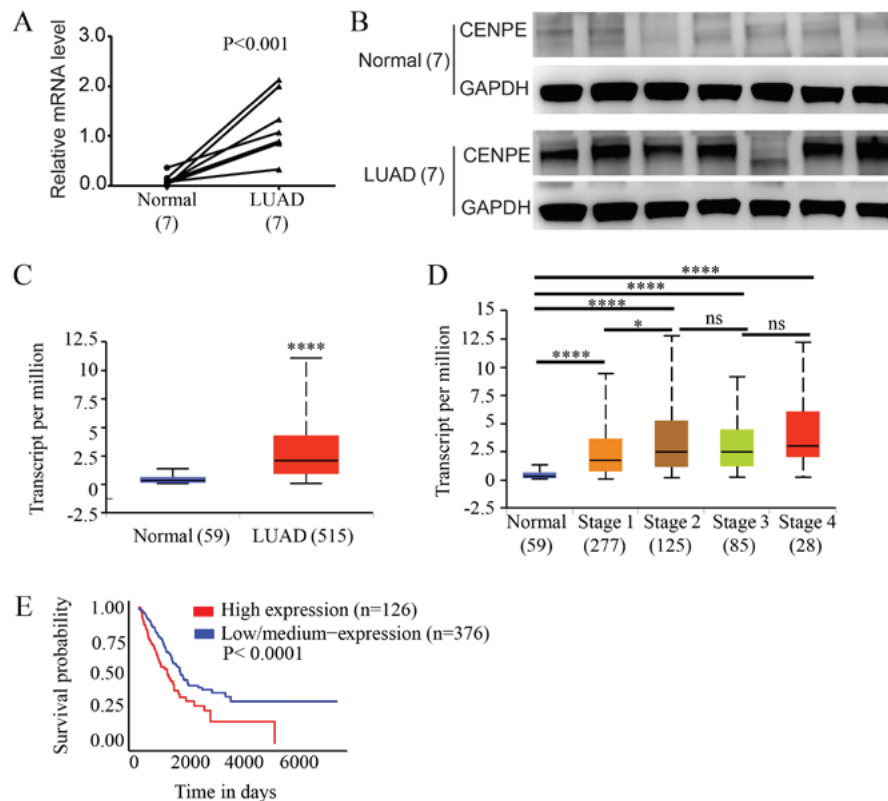 A
P<0.001
Relative mRNA level
3.0
2.0
1.0
0.0
Normal
(7)
LUAD
(7)
B
Normal (7)
CENPE
GAPDH
LUAD (7)
CENPE
GAPDH
C
Transcript per million
12.5
7.5
5
2.5
0
-2.5
****
Normal (59)
LUAD (515)
D
Transcript per million
15
12.5
10
7.5
5
2.5
0
-2.5
****
****
****
*
ns
ns
****
Normal
(59)
Stage 1
(277)
Stage 2
(125)
Stage 3
(85)
Stage 4
(28)
E
Survival probability
1.00
0.75
0.50
0.25
0.00
High expression (n=126)
Low/medium−expression (n=376)
P< 0.0001
0
2000
4000
6000
Time in days